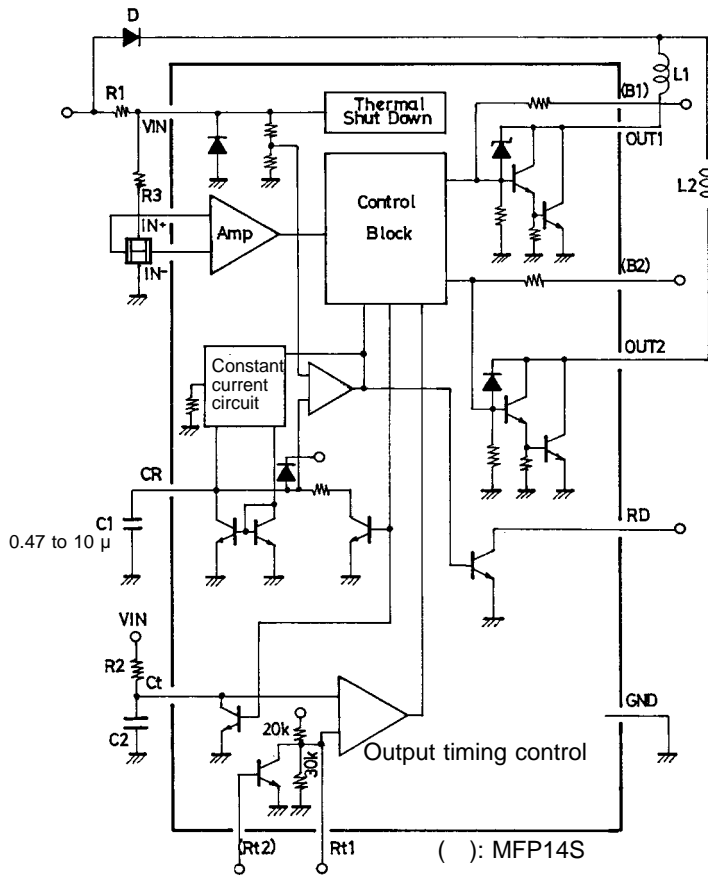 D
L1
R1
(B1)
VIN
Thermal
Shut Down
OUT1
L2
R3
IN+
Amp
Control
Block
IN-
(B2)
OUT2
Constant
current
circuit
CR
C1
0.47 to 10 μ
RD
VIN
R2
Ct
C2
GND
20k
30k
Output timing control
(Rt2)
Rt1
( ): MFP14S